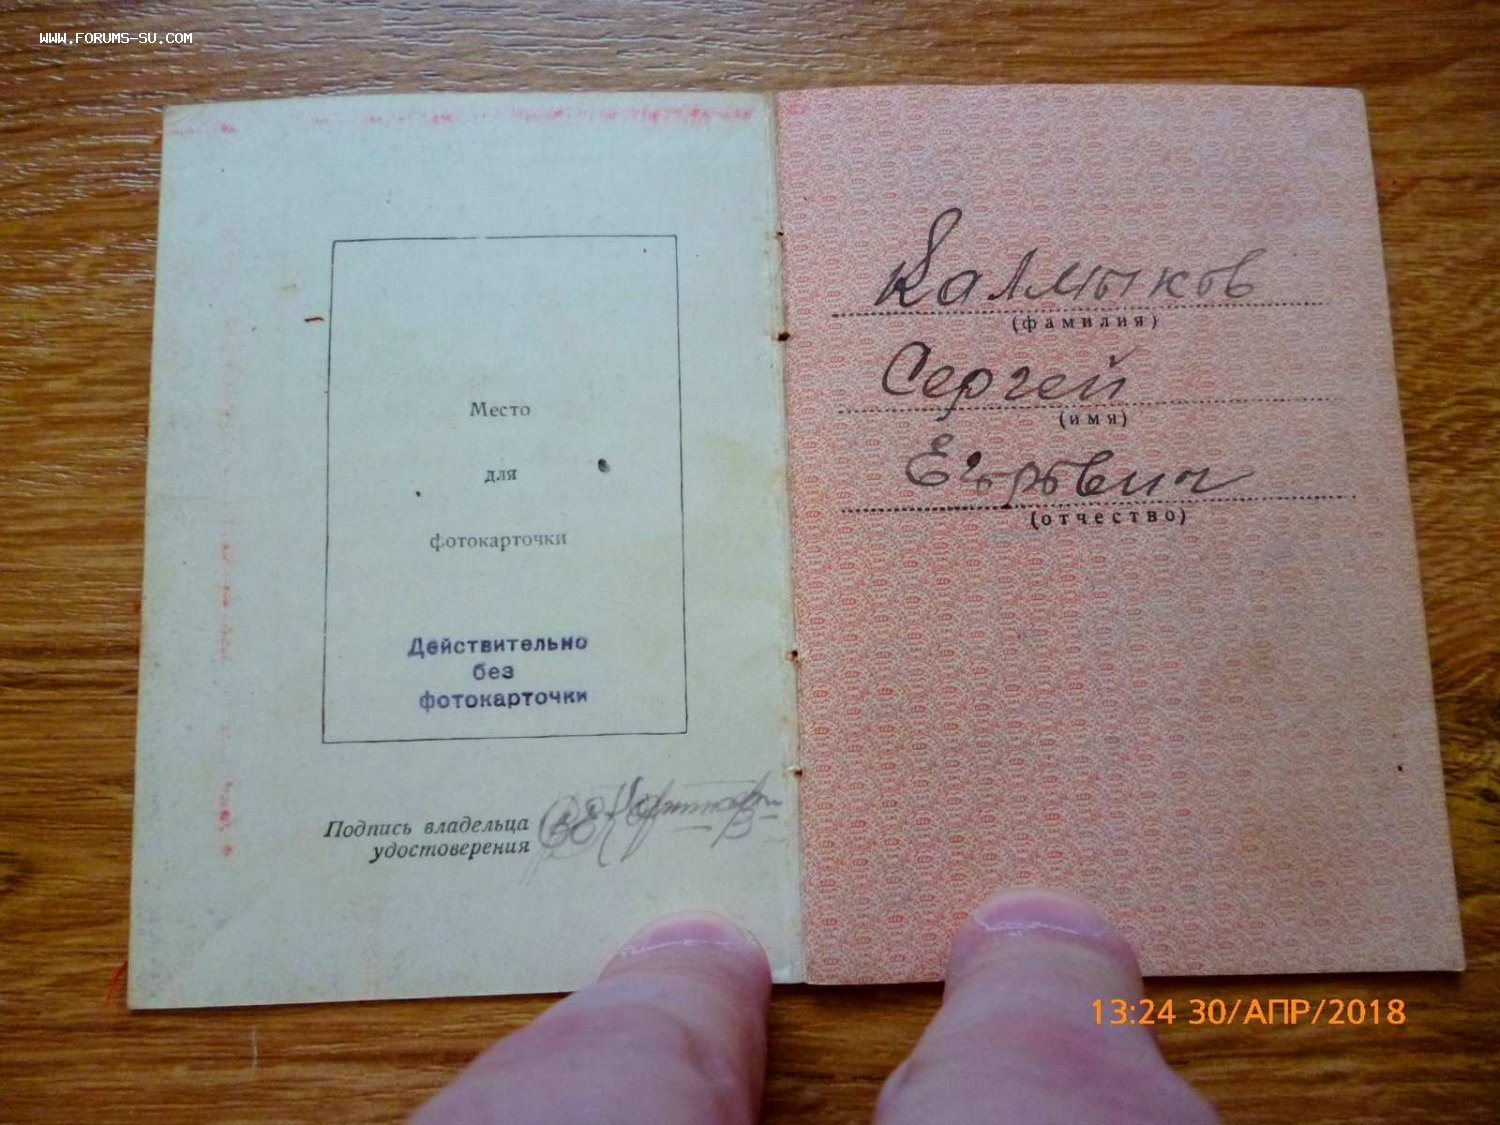 WWW.FORUMS-SU.COM
Место
для
фотокарточки
Действительно
без
фотокарточки
Подпись владельца
удостоверения
Калмыков
(фамилия)
Сергей
(имя)
Егорович
(отчество)
13:24 30/АПР/2018